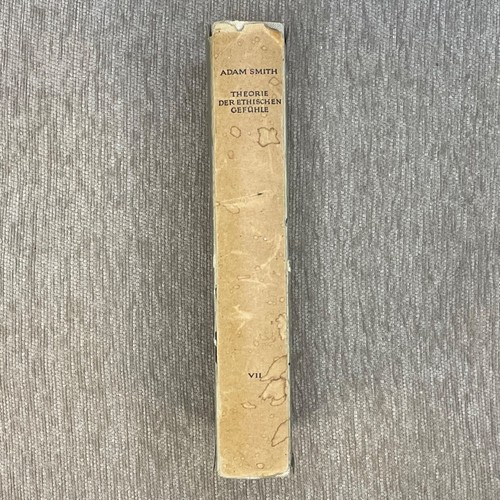 ADAM SMITH
THEORIE
DER ETHISCHEN
GEFÜHLE
VII